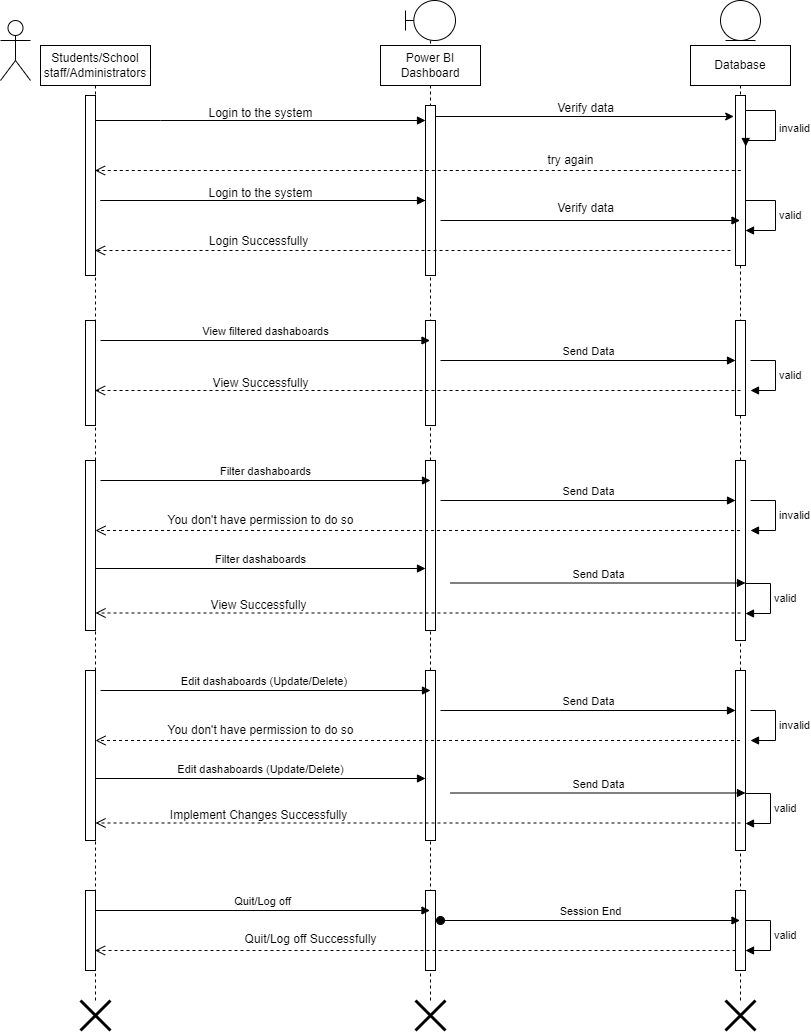 Students/School
staff/Administrators
Power BI
Dashboard
Database
Login to the system
Verify data
invalid
try again
Login to the system
Verify data
valid
Login Successfully
View filtered dashaboards
Send Data
valid
View Successfully
Filter dashaboards
Send Data
invalid
You don't have permission to do so
Filter dashaboards
Send Data
valid
View Successfully
Edit dashaboards (Update/Delete)
Send Data
invalid
You don't have permission to do so
Edit dashaboards (Update/Delete)
Send Data
valid
Implement Changes Successfully
Quit/Log off
Session End
valid
Quit/Log off Successfully